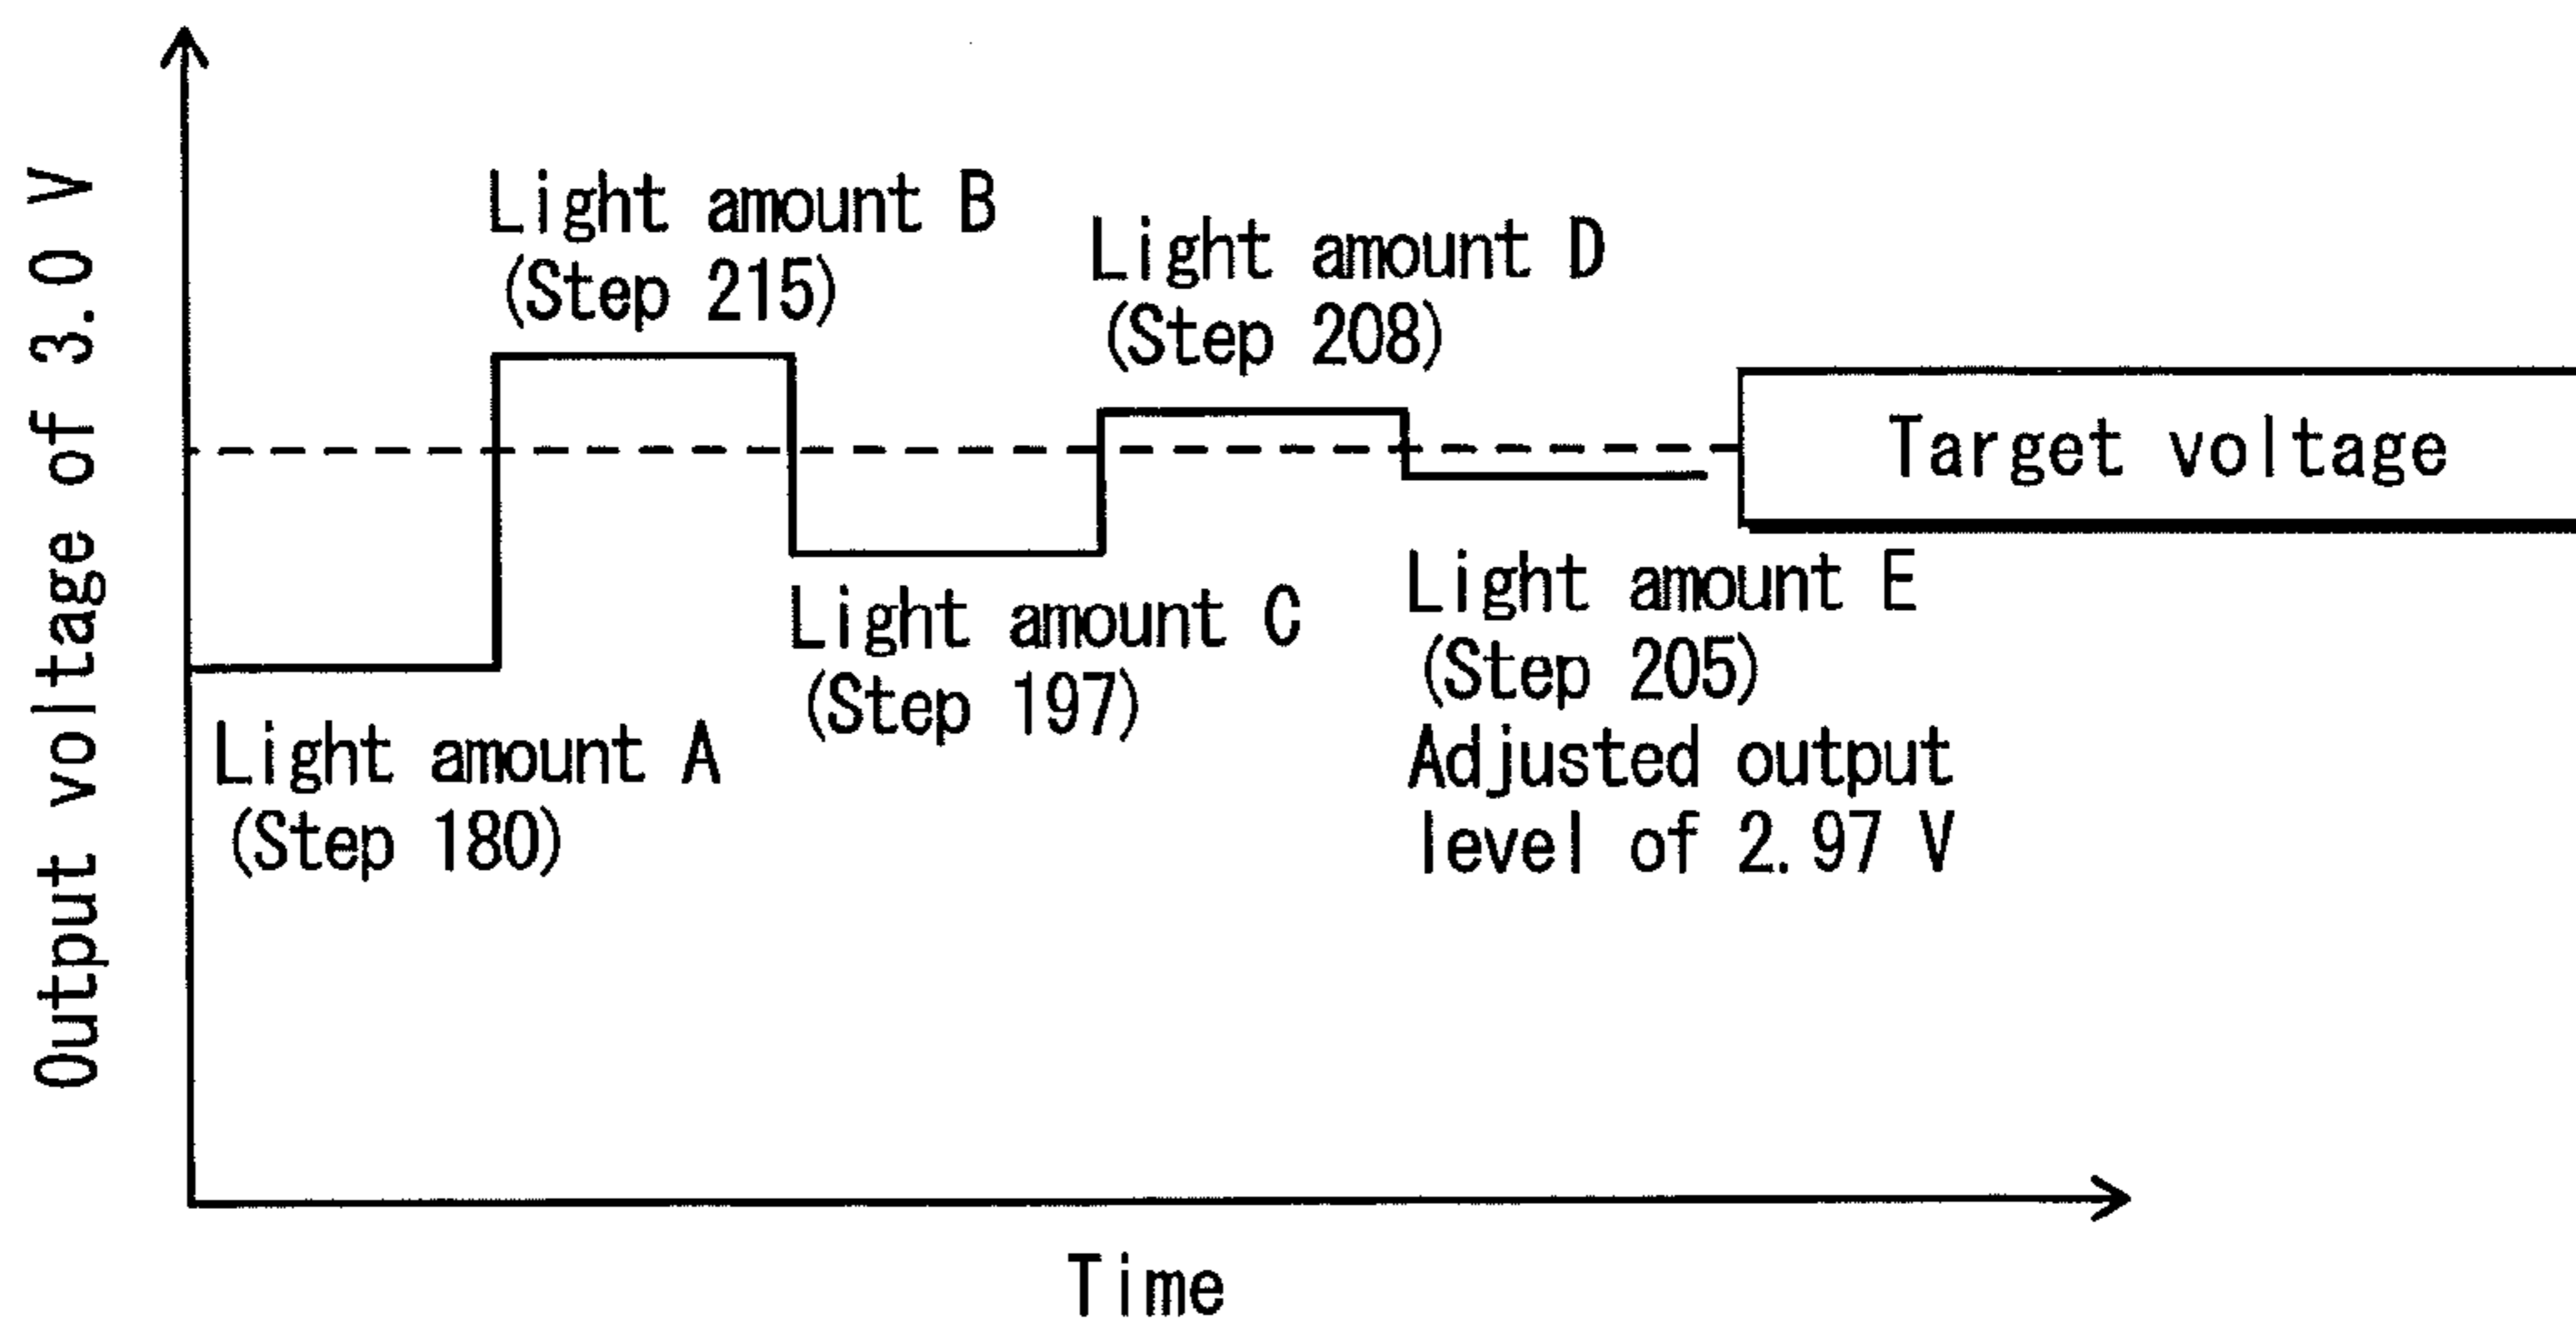 Output voltage of 3.0 V
Light amount B
(Step 215)
Light amount D
(Step 208)
Target voltage
Light amount E
(Step 205)
Adjusted output
level of 2.97 V
Light amount C
(Step 197)
Light amount A
(Step 180)
Time